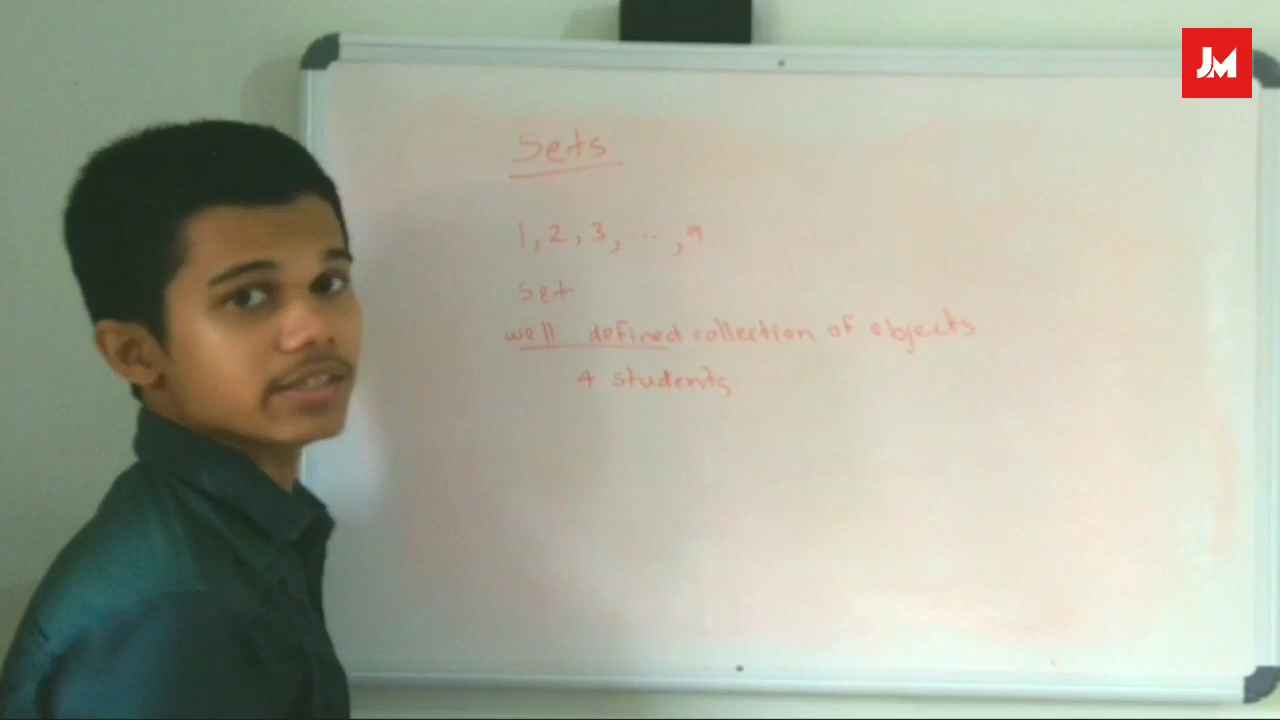 JM
Sets
1, 2, 3, ... , 9
set
well defined collection of objects
4 students